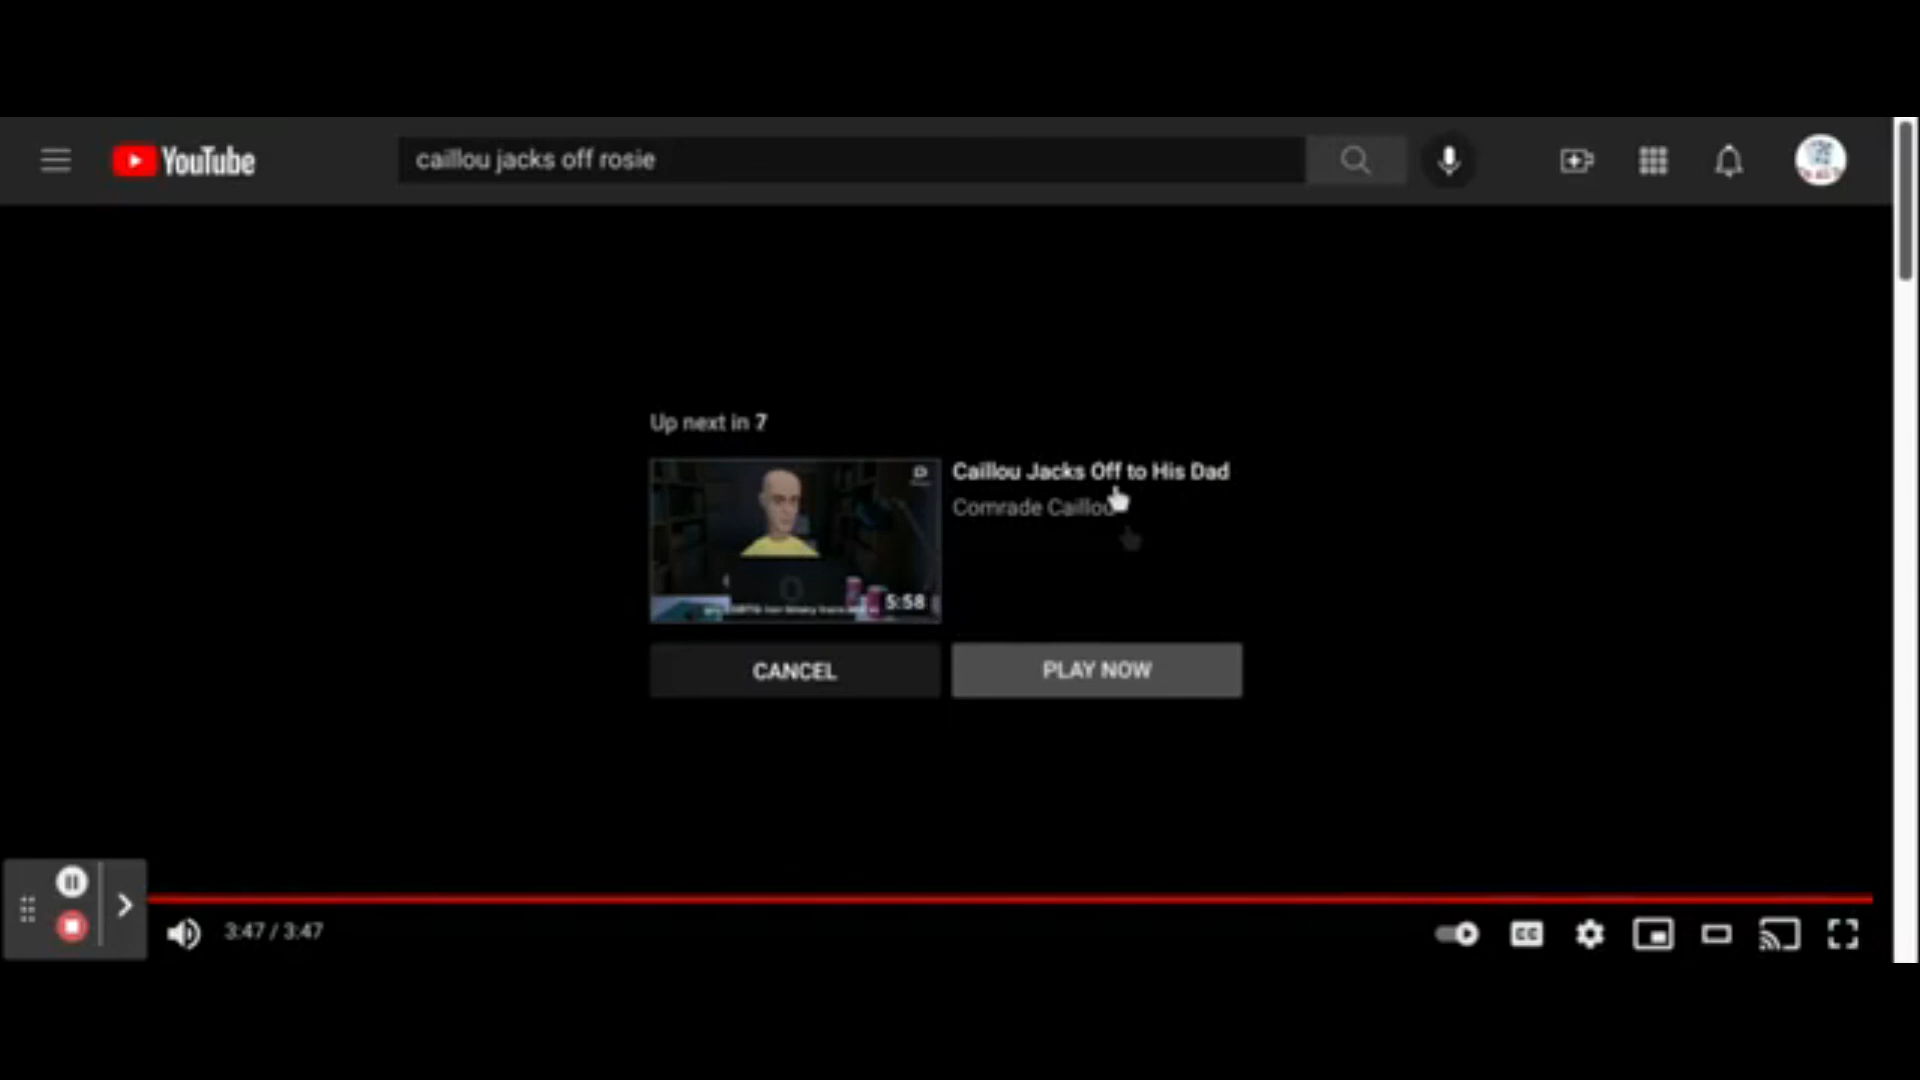 YouTube
caillou jacks off rosie
Up next in 7
Caillou Jacks Off to His Dad
Comrade Caillou
5:58
CANCEL
PLAY NOW
3:47 / 3:47
CC